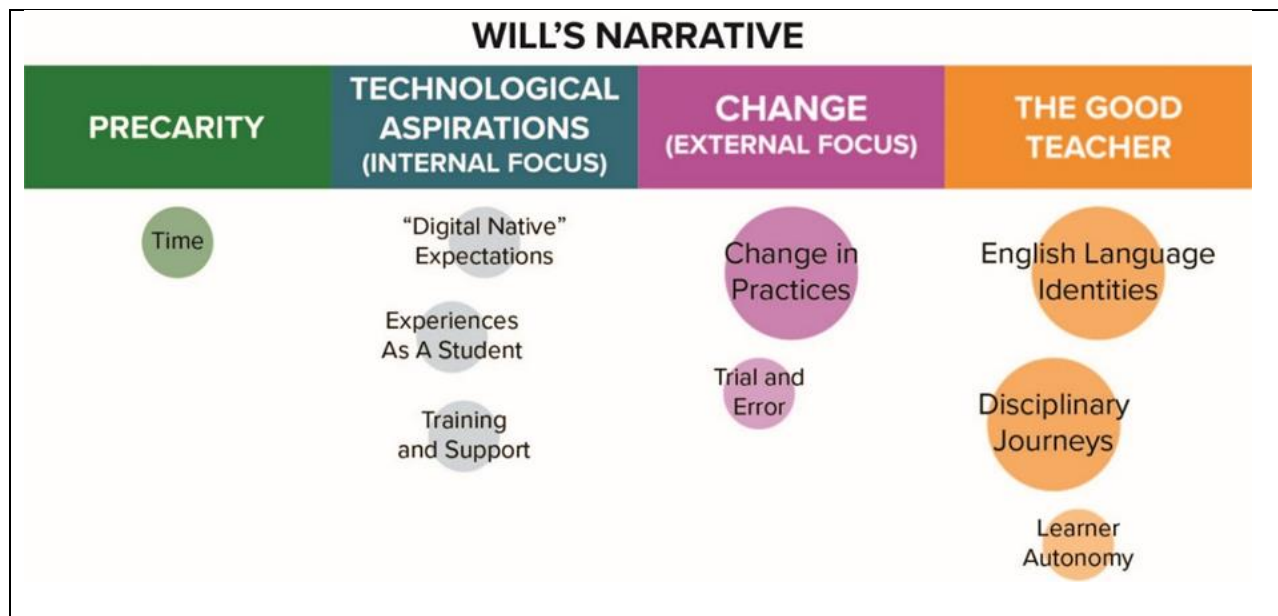 WILL'S NARRATIVE
PRECARITY
TECHNOLOGICAL
ASPIRATIONS
(INTERNAL FOCUS)
CHANGE
(EXTERNAL FOCUS)
THE GOOD
TEACHER
Time
“Digital Native”
Expectations
Experiences
As A Student
Training
and Support
Change in
Practices
Trial and
Error
English Language
Identities
Disciplinary
Journeys
Learner
Autonomy